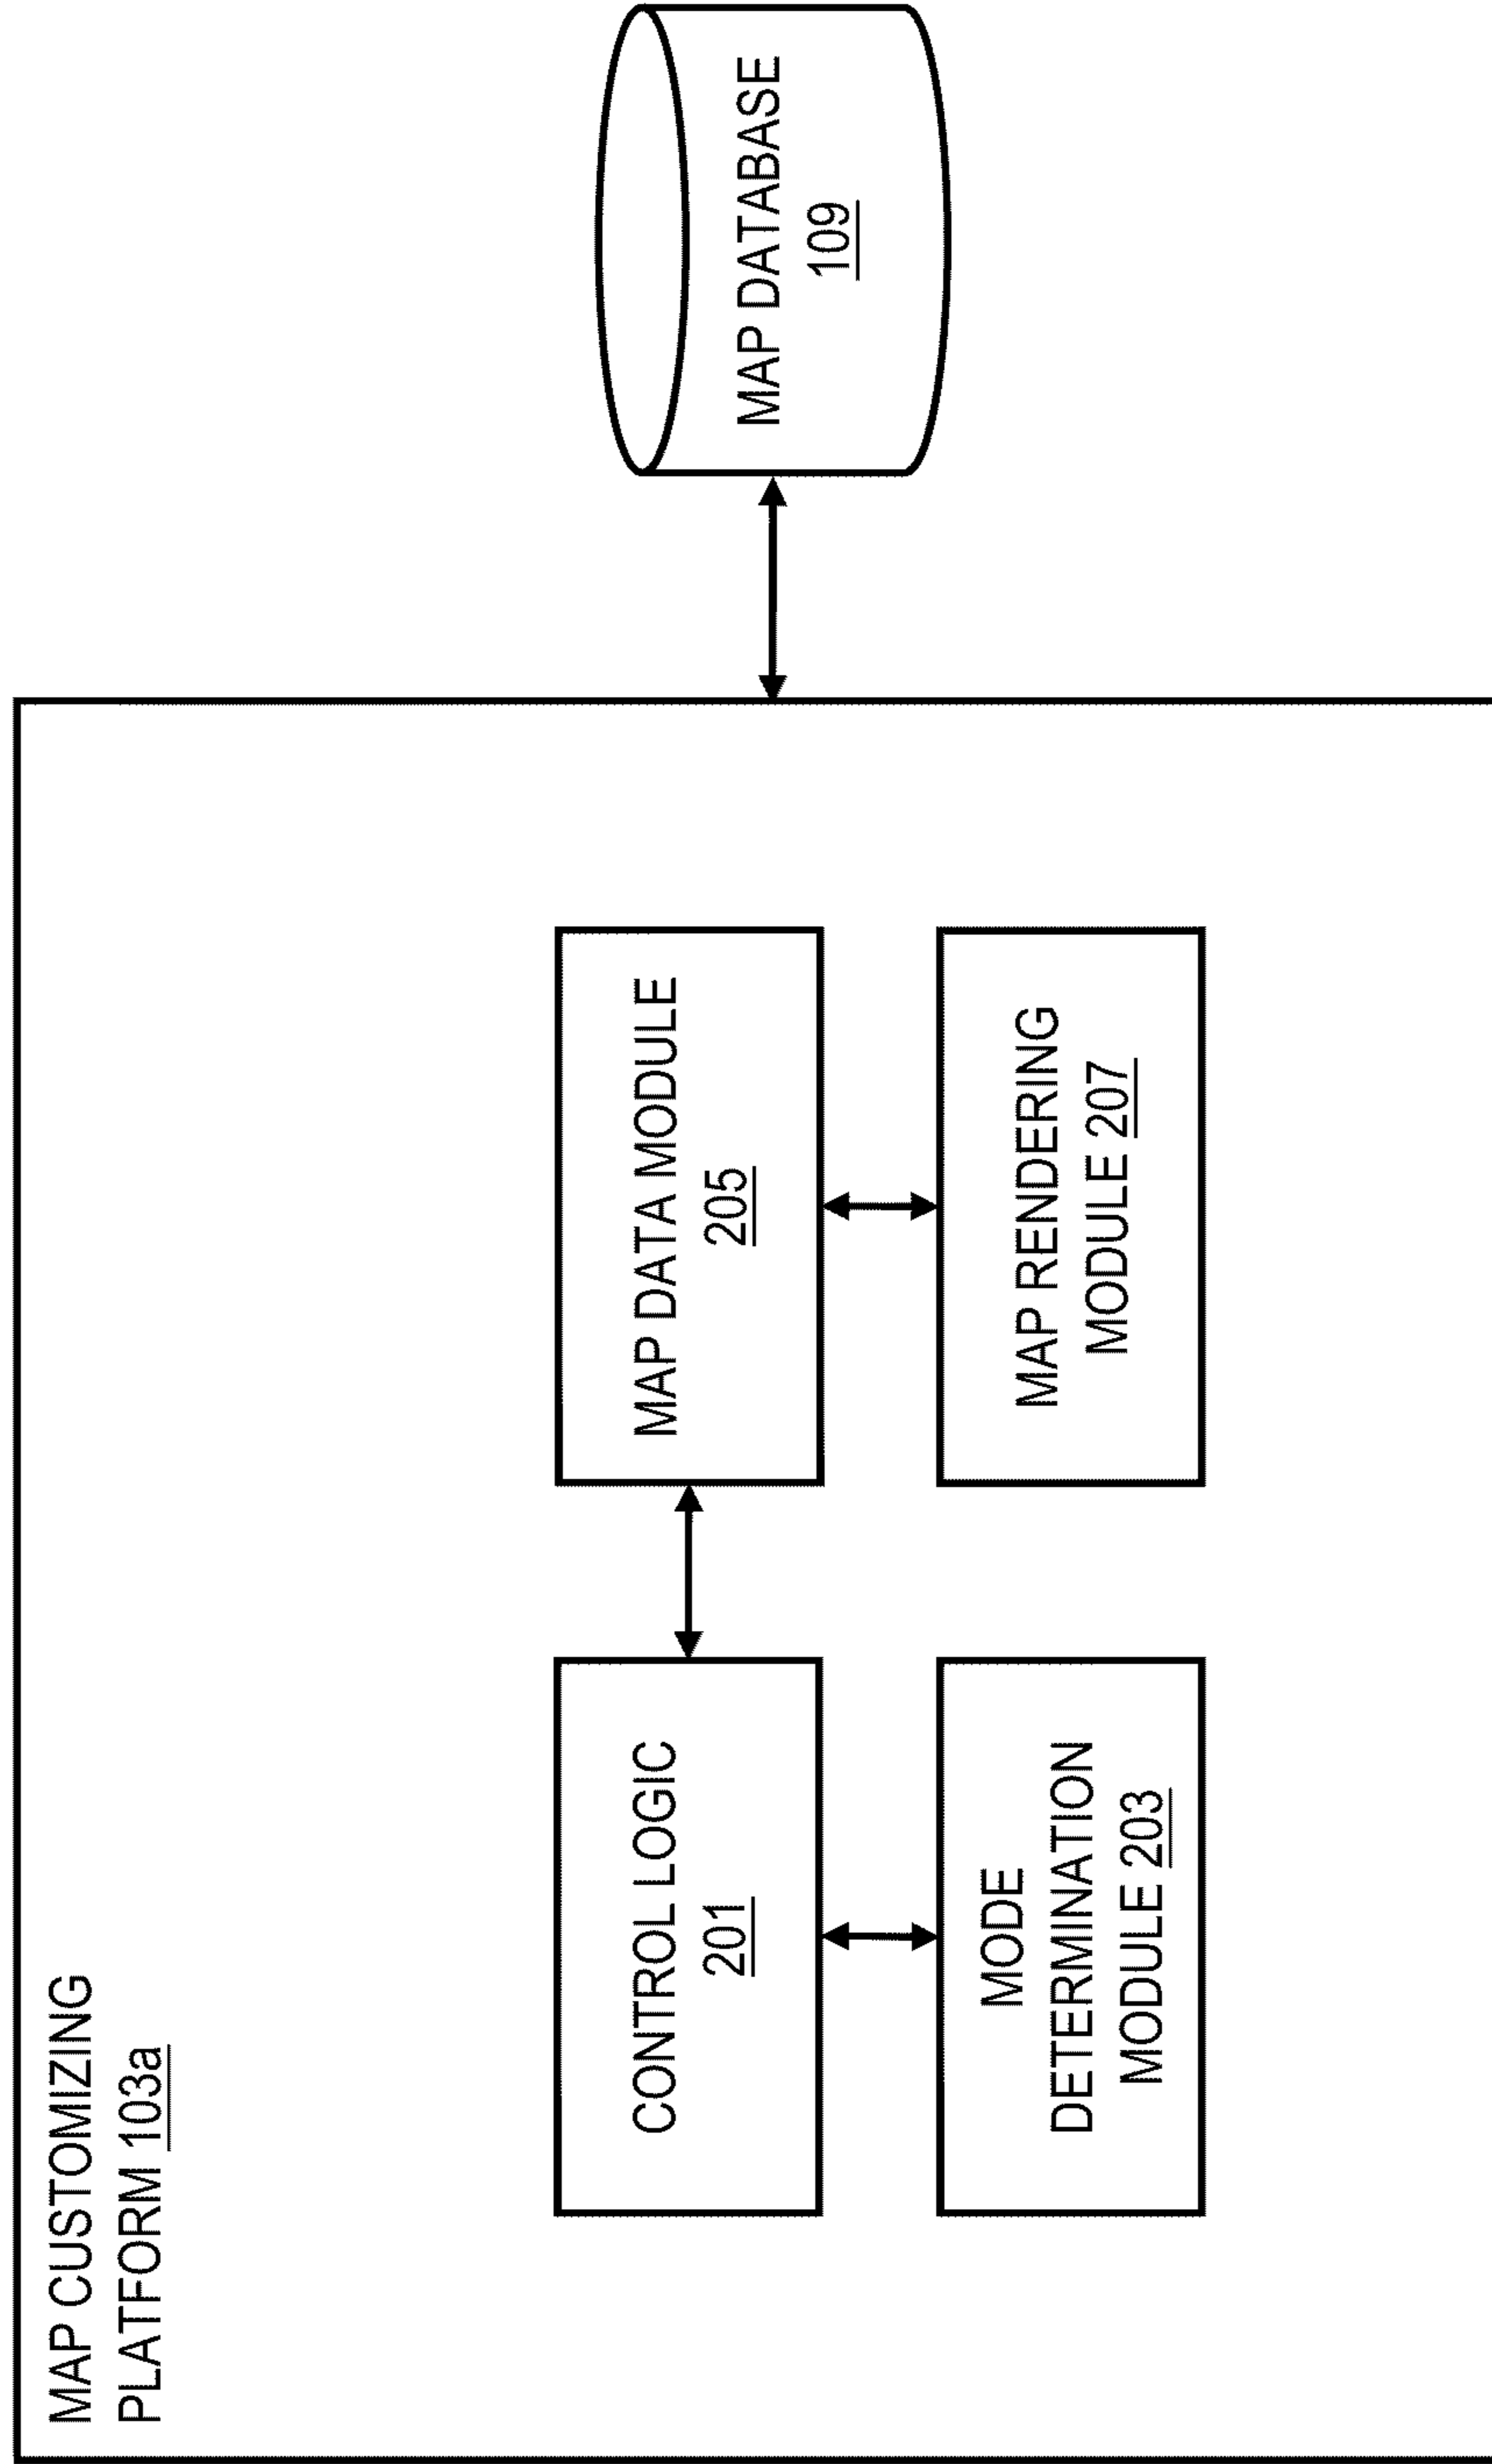 MAP CUSTOMIZING
PLATFORM 103a
CONTROL LOGIC
201
MAP DATA MODULE
205
MODE
DETERMINATION
MODULE 203
MAP RENDERING
MODULE 207
MAP DATABASE
109